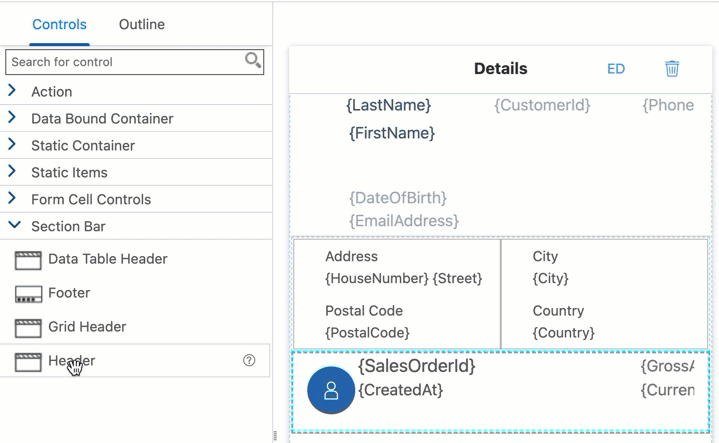 Controls Outline
Search for control
Action
Data Bound Container
Static Container
Static Items
Form Cell Controls
Section Bar
Data Table Header
Footer
Grid Header
Header ?
Details ED
{LastName} {CustomerId} {Phone
{FirstName}
{DateOfBirth}
{EmailAddress}
Address City
{HouseNumber} {Street} {City}
Postal Code Country
{PostalCode} {Country}
{SalesOrderId} {GrossA
{CreatedAt} {Curren